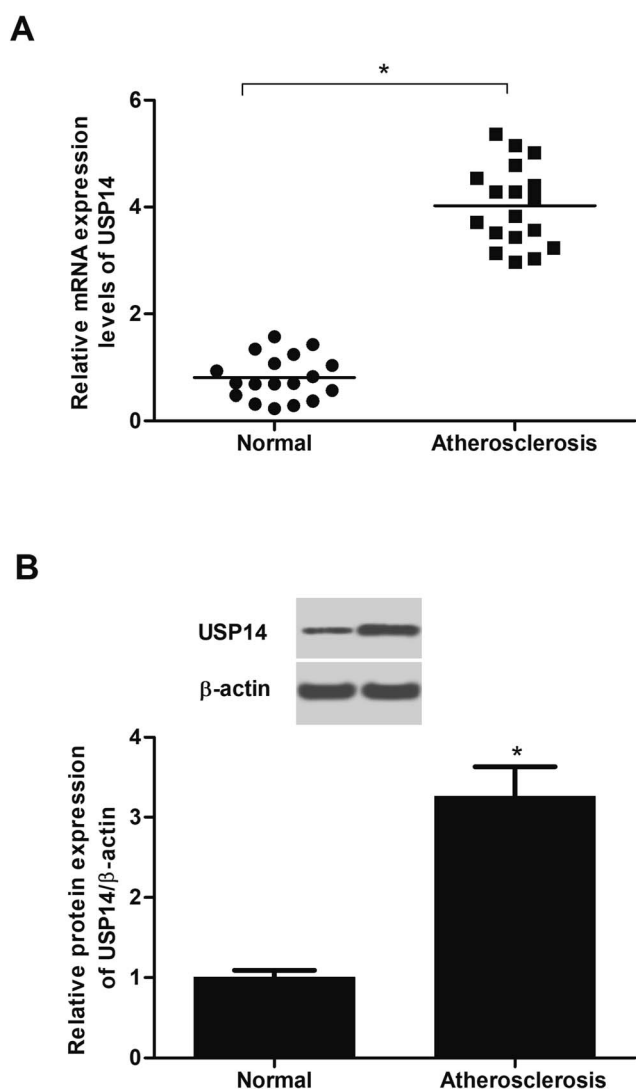 A
*
Relative mRNA expression
levels of USP14
6
4
2
0
Normal Atherosclerosis
B
USP14
β-actin
Relative protein expression
of USP14/β-actin
4
3
2
1
0
*
Normal Atherosclerosis